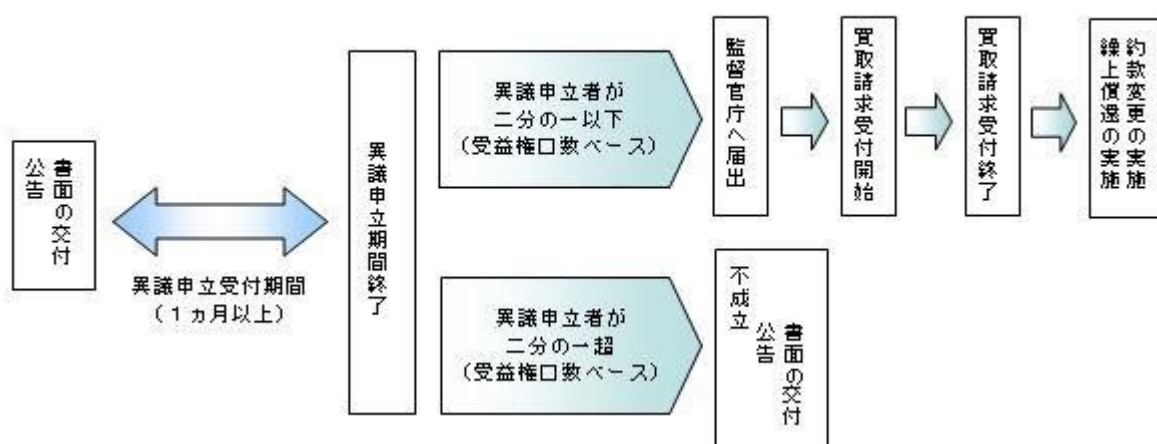 書面の交付
公告
異議申立受付期間
（１ヵ月以上）
異議申立期間終了
異議申立者が
二分の一以下
（受益権口数ベース）
監督官庁へ届出
買取請求受付開始
買取請求受付終了
約款変更の実施
繰上償還の実施
異議申立者が
二分の一超
（受益権口数ベース）
書面の交付
公告
不成立